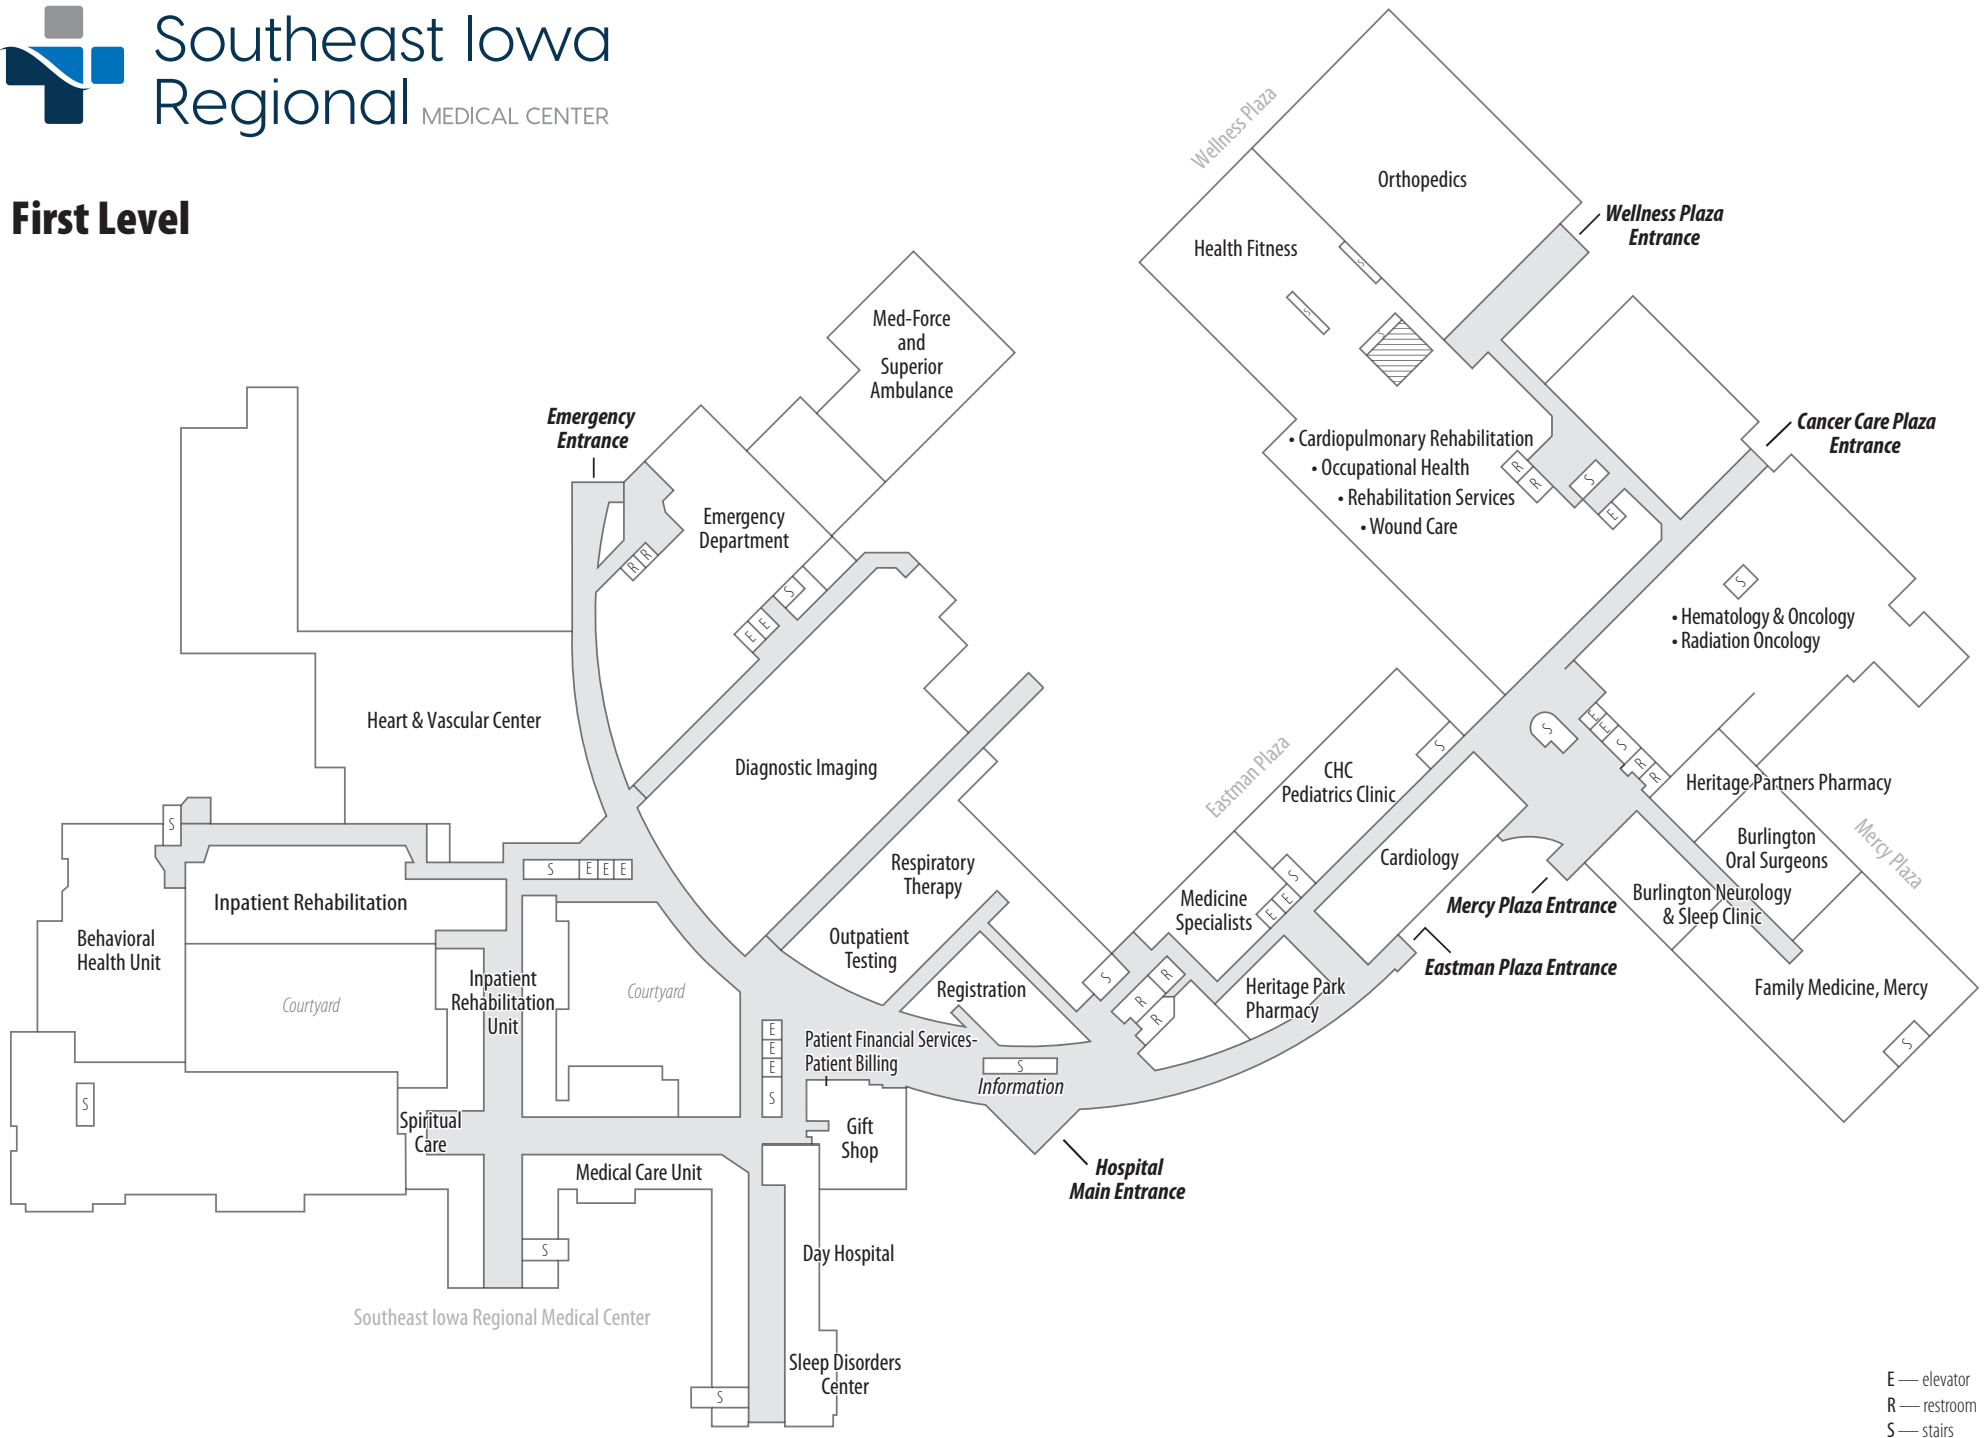 Southeast Iowa
Regional MEDICAL CENTER
First Level
Wellness Plaza
Orthopedics
Wellness Plaza
Entrance
Health Fitness
S
S
S
Med-Force
and
Superior
Ambulance
Emergency
Entrance
Cancer Care Plaza
Entrance
• Cardiopulmonary Rehabilitation
• Occupational Health
• Rehabilitation Services
• Wound Care
R
R
S
E
Emergency
Department
R
R
S
E
E
S
• Hematology & Oncology
• Radiation Oncology
Heart & Vascular Center
Diagnostic Imaging
Eastman Plaza
CHC
Pediatrics Clinic
S
S
E
E
S
R
R
Heritage Partners Pharmacy
Mercy Plaza
Burlington
Oral Surgeons
Burlington Neurology
& Sleep Clinic
S
S
E
E
E
Inpatient Rehabilitation
Behavioral
Health Unit
Respiratory
Therapy
Outpatient
Testing
Cardiology
Medicine
Specialists
S
E
E
Mercy Plaza Entrance
Eastman Plaza Entrance
Family Medicine, Mercy
S
Courtyard
Inpatient
Rehabilitation
Unit
Courtyard
Registration
S
R
R
R
Heritage Park
Pharmacy
E
E
E
S
Patient Financial Services-
Patient Billing
S
Information
S
Spiritual
Care
Gift
Shop
Medical Care Unit
Hospital
Main Entrance
S
Day Hospital
Southeast Iowa Regional Medical Center
Sleep Disorders
Center
S
E — elevator
R — restroom
S — stairs